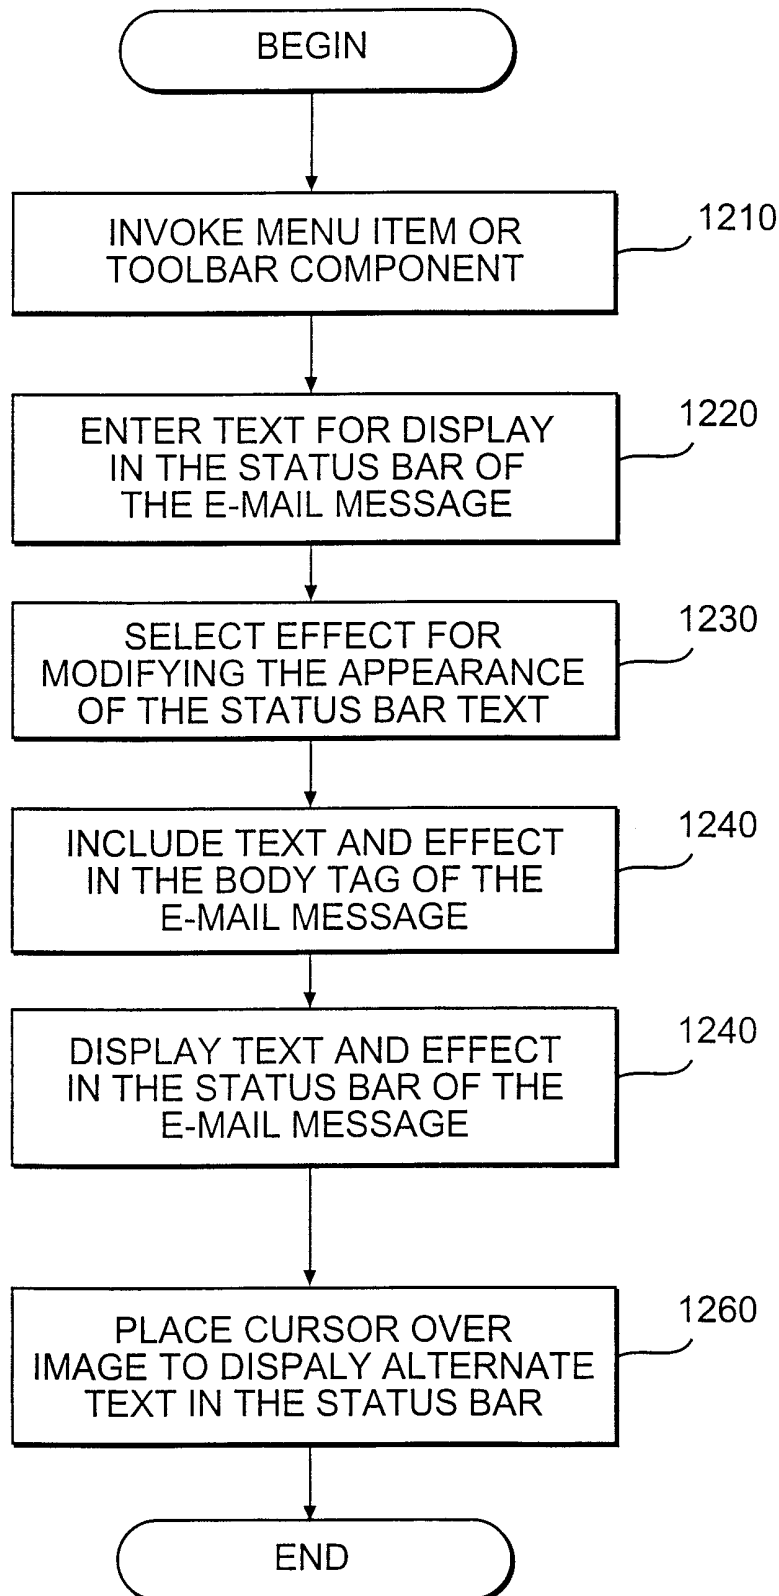 BEGIN
INVOKE MENU ITEM OR
TOOLBAR COMPONENT
1210
ENTER TEXT FOR DISPLAY
IN THE STATUS BAR OF
THE E-MAIL MESSAGE
1220
SELECT EFFECT FOR
MODIFYING THE APPEARANCE
OF THE STATUS BAR TEXT
1230
INCLUDE TEXT AND EFFECT
IN THE BODY TAG OF THE
E-MAIL MESSAGE
1240
DISPLAY TEXT AND EFFECT
IN THE STATUS BAR OF THE
E-MAIL MESSAGE
1240
PLACE CURSOR OVER
IMAGE TO DISPALY ALTERNATE
TEXT IN THE STATUS BAR
1260
END